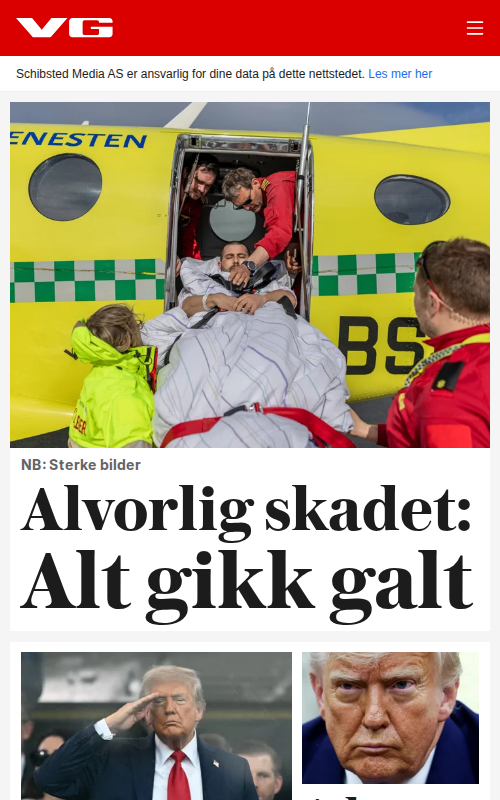 VG
Schibsted Media AS er ansvarlig for dine data på dette nettstedet. Les mer her
ENESTEN
BS
NB: Sterke bilder
Alvorlig skadet:
Alt gikk galt